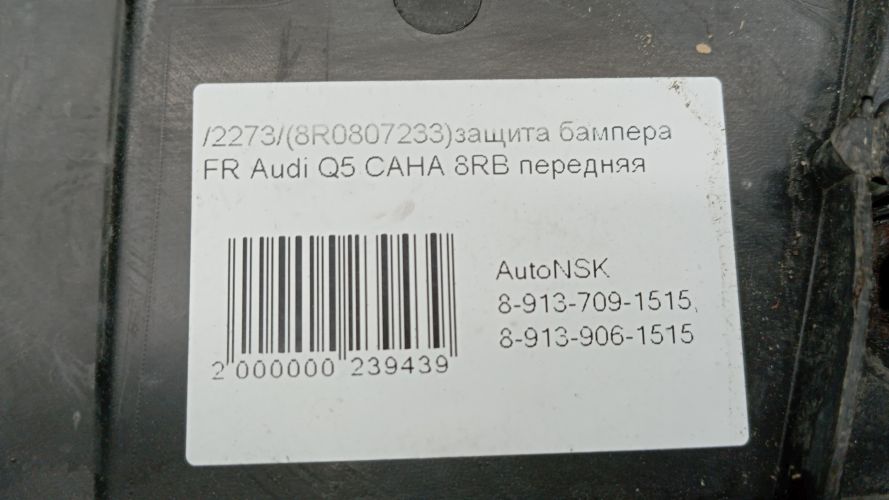 /2273/(8R0807233)защита бампера
FR Audi Q5 CAHA 8RB передняя
AutoNSK
8-913-709-1515,
8-913-906-1515
2 000000 239439